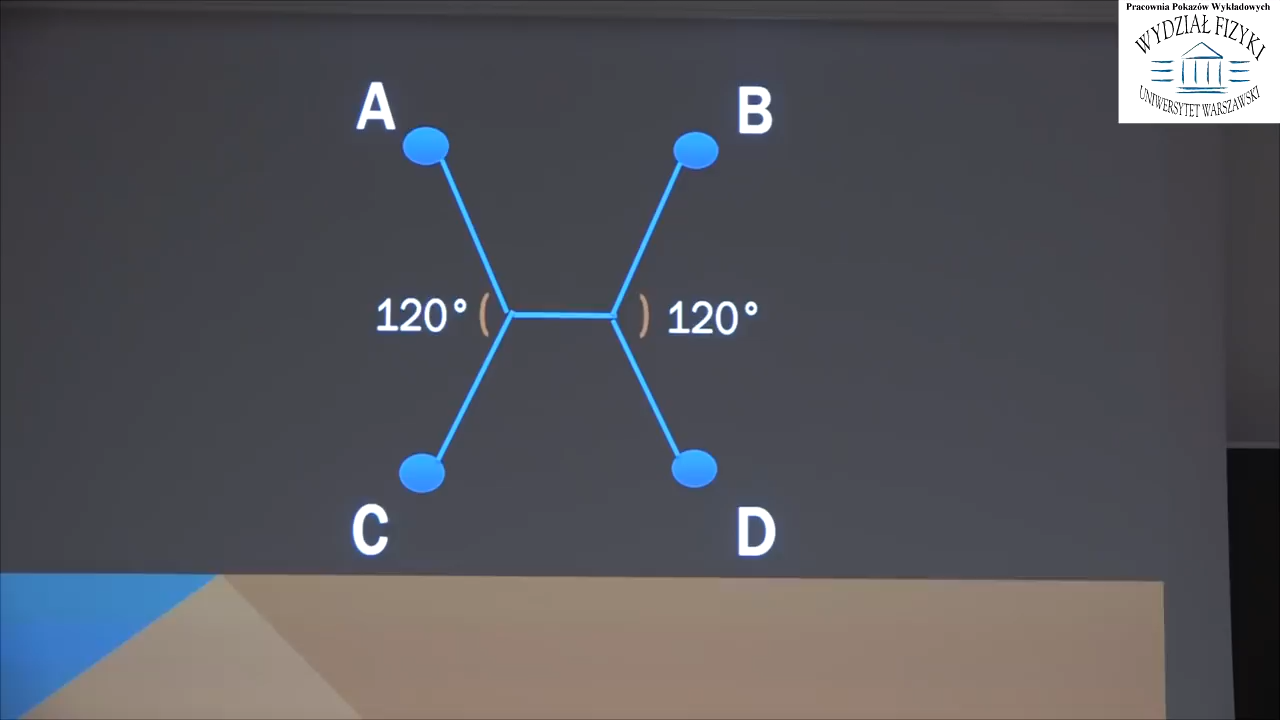 Pracownia Pokazów Wykładowych
WYDZIAŁ FIZYKI
UNIWERSYTET WARSZAWSKI
A
B
120°
120°
C
D